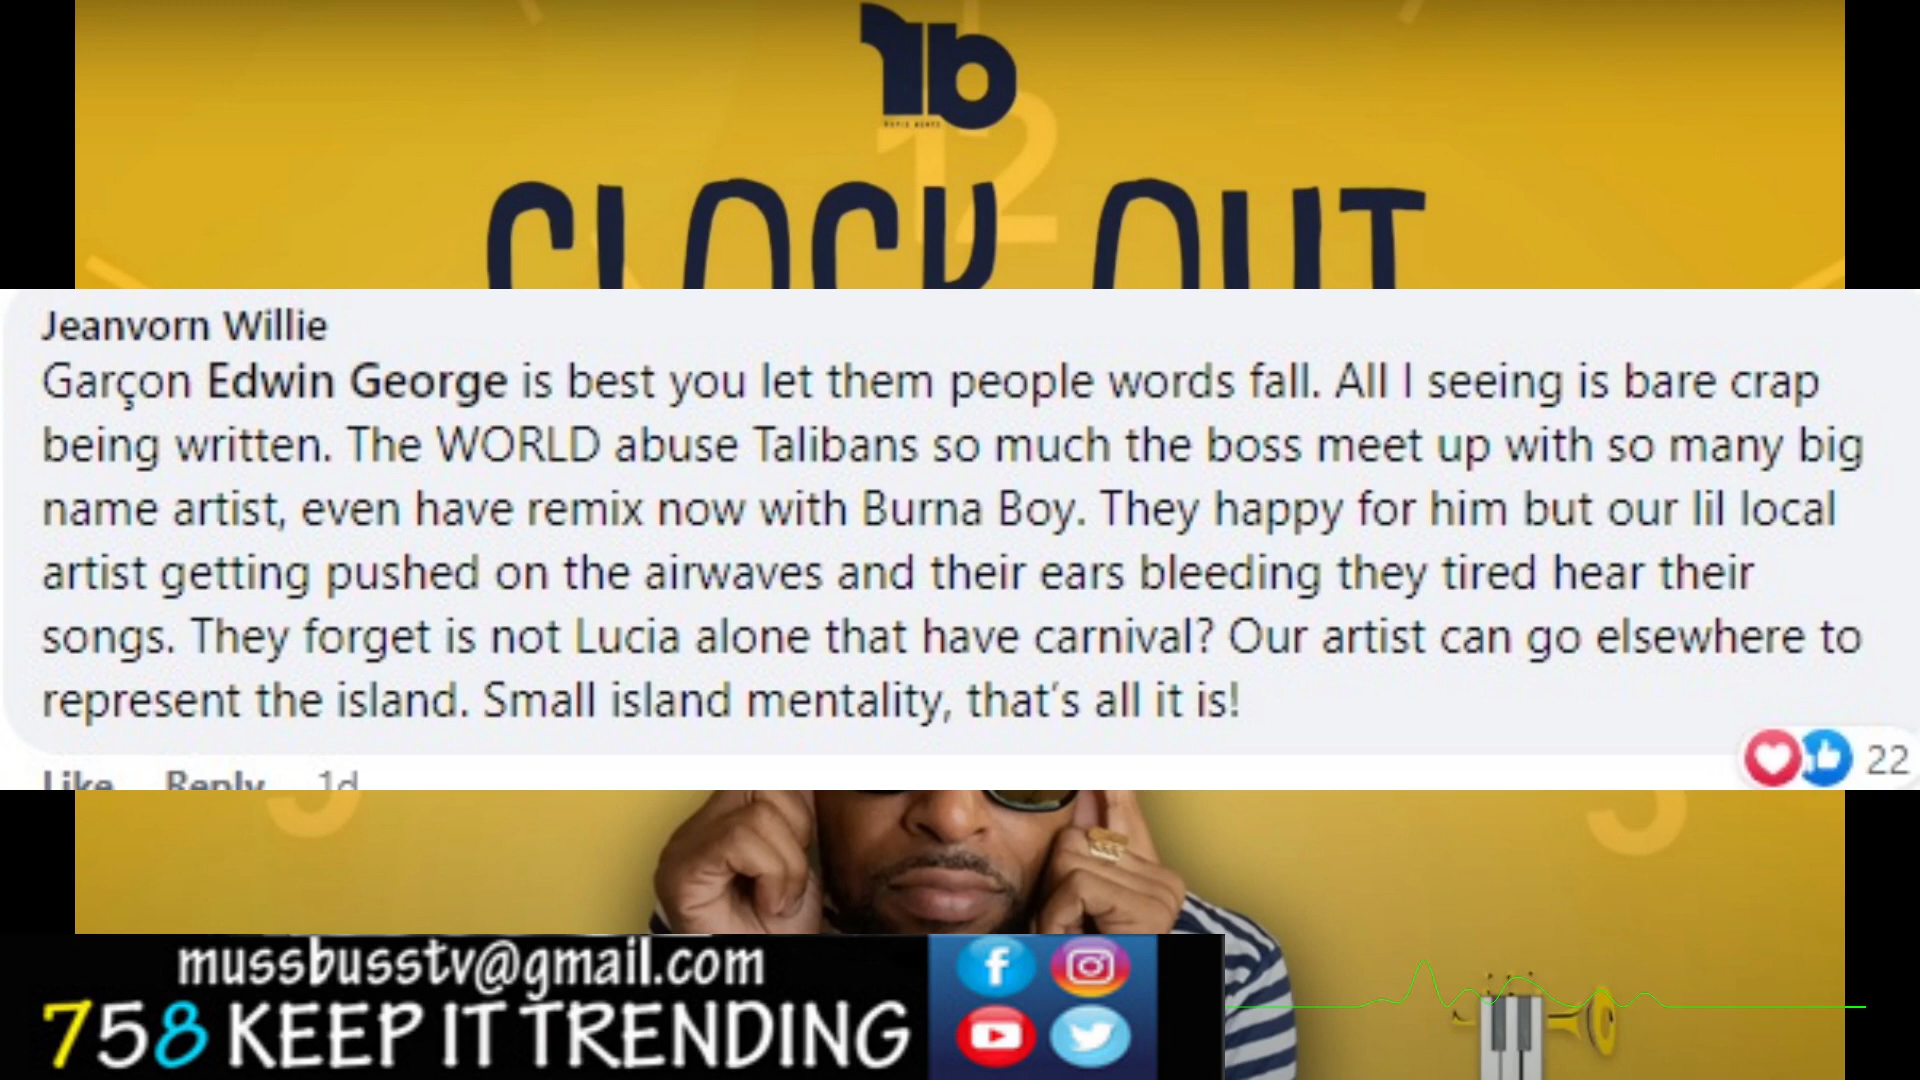 1b
12
CLOCK OUT
Jeanvorn Willie
Garçon Edwin George is best you let them people words fall. All I seeing is bare crap
being written. The WORLD abuse Talibans so much the boss meet up with so many big
name artist, even have remix now with Burna Boy. They happy for him but our lil local
artist getting pushed on the airwaves and their ears bleeding they tired hear their
songs. They forget is not Lucia alone that have carnival? Our artist can go elsewhere to
represent the island. Small island mentality, that's all it is!
22
Like Reply 1d
mussbusstv@gmail.com
758 KEEP IT TRENDING